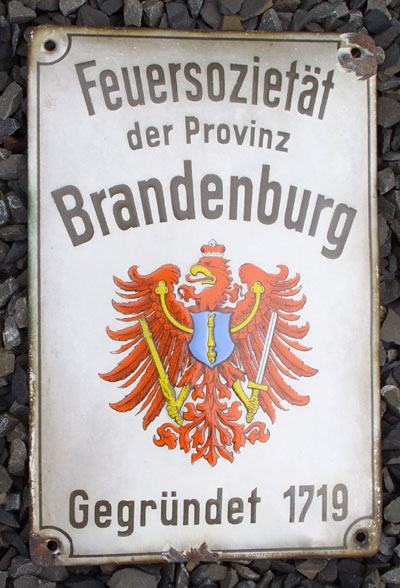 Feuersozietät
der Provinz
Brandenburg
Gegründet 1719